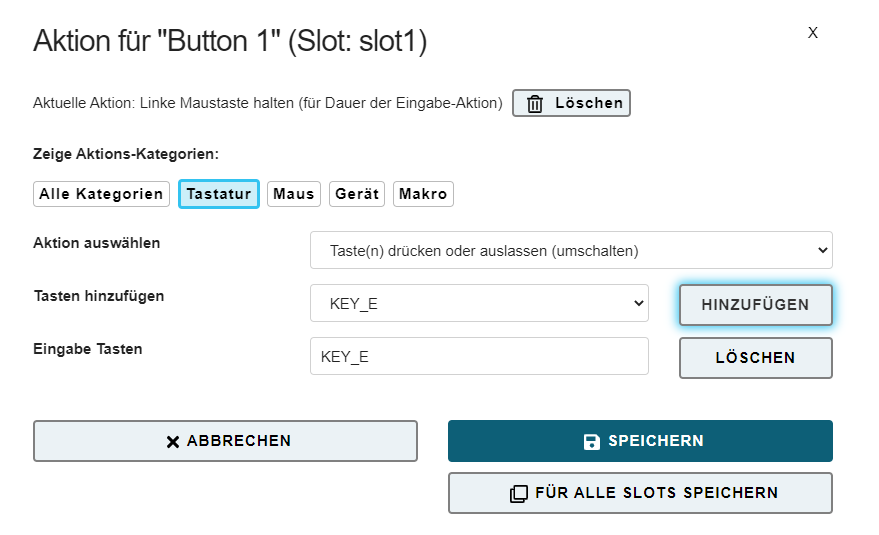 Aktion für "Button 1" (Slot: slot1)
X
Aktuelle Aktion: Linke Maustaste halten (für Dauer der Eingabe-Aktion) Löschen
Zeige Aktions-Kategorien:
Alle Kategorien Tastatur Maus Gerät Makro
Aktion auswählen Taste(n) drücken oder auslassen (umschalten)
Tasten hinzufügen KEY_E HINZUFÜGEN
Eingabe Tasten KEY_E LÖSCHEN
ABBRECHEN SPEICHERN
FÜR ALLE SLOTS SPEICHERN